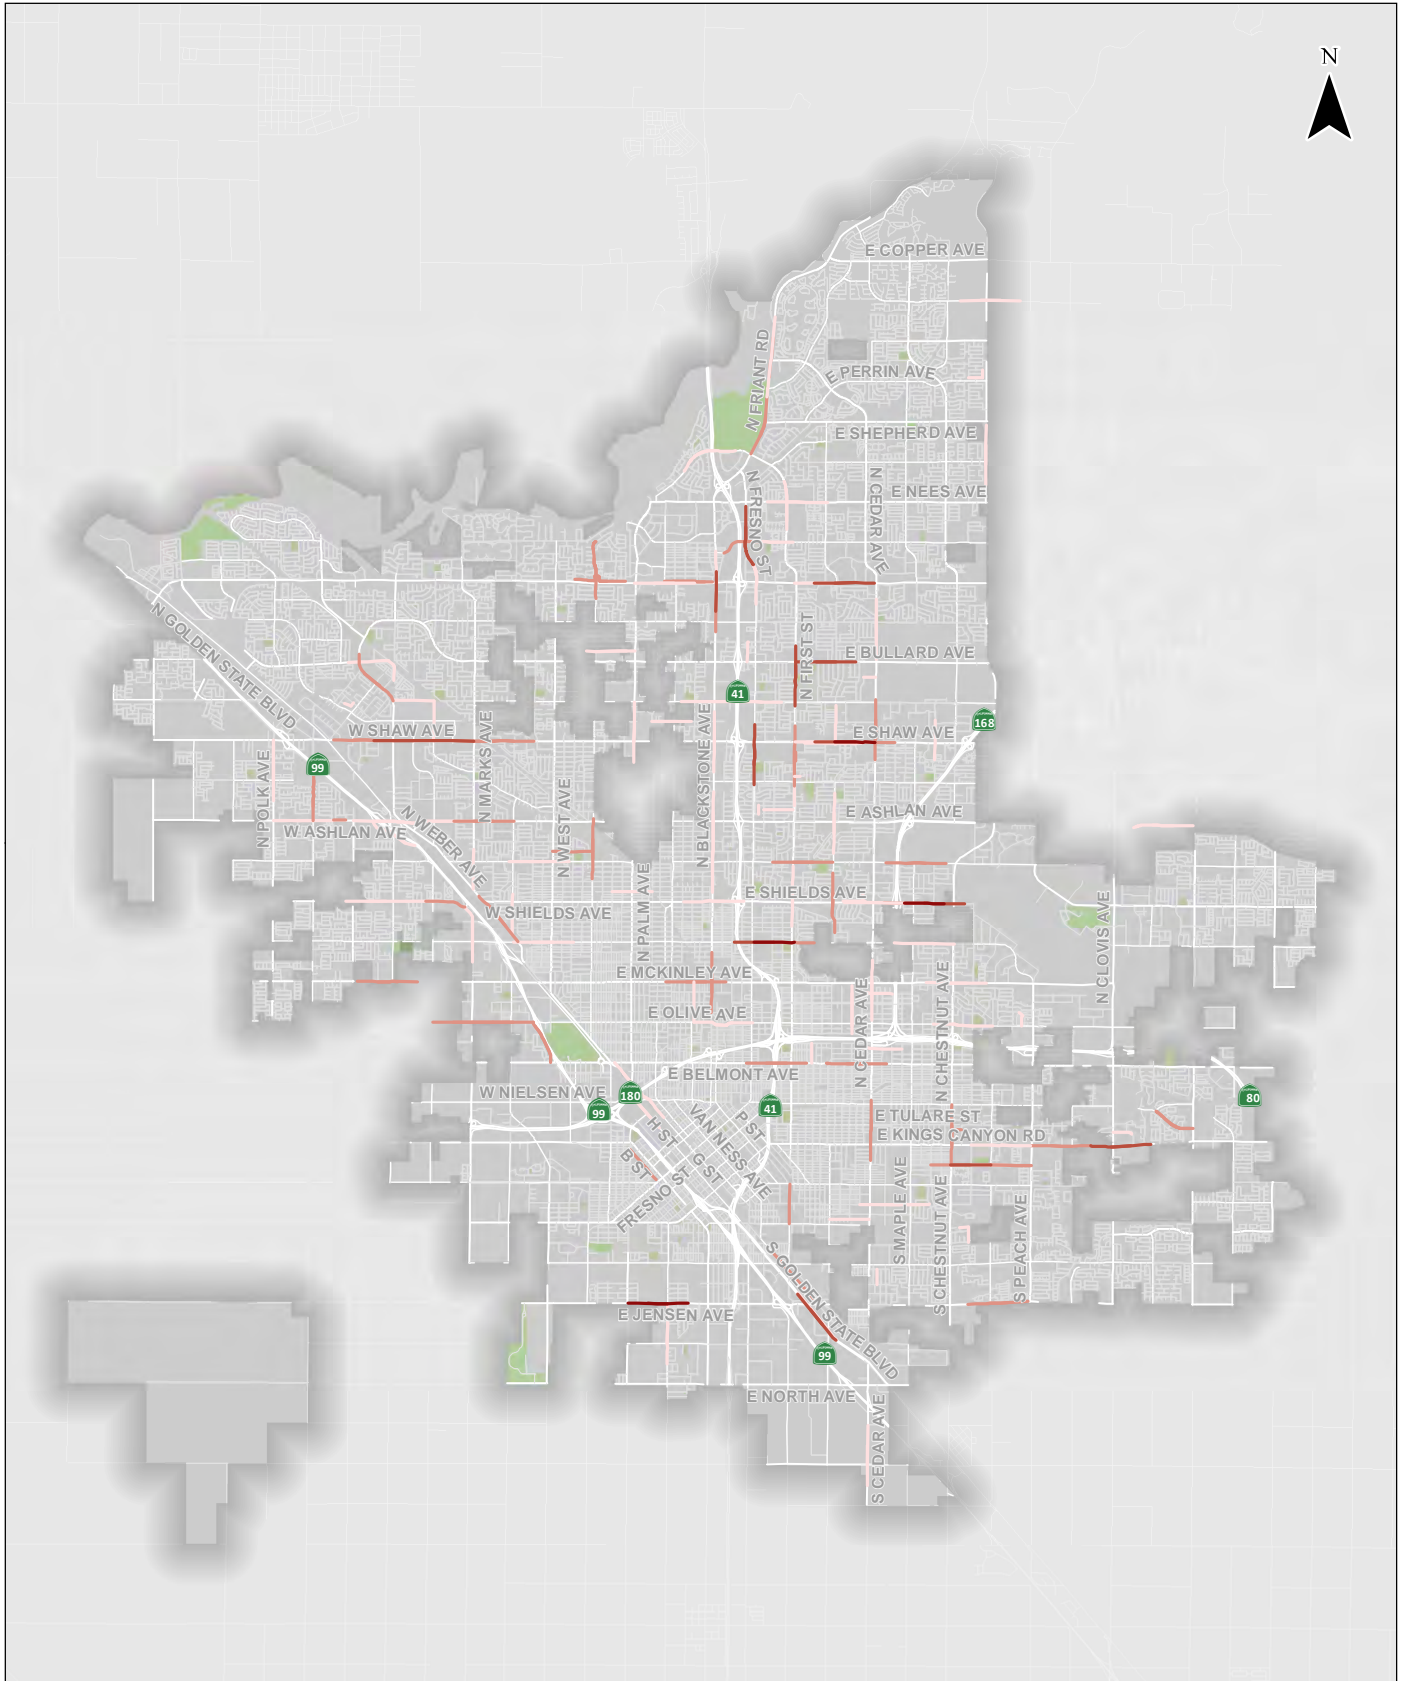 N
E COPPER AVE
N FRIANT RD
E PERRIN AVE
E SHEPHERD AVE
N FRESNO ST
N CEDAR AVE
E NEES AVE
N GOLDEN STATE BLVD
N FIRST ST
E BULLARD AVE
41
168
W SHAW AVE
E SHAW AVE
N MARKS AVE
N BLACKSTONE AVE
N POLK AVE
99
N WEST AVE
E ASHLAN AVE
W ASHLAN AVE
N WEBER AVE
N PALM AVE
E SHIELDS AVE
W SHIELDS AVE
N CLOVIS AVE
E MCKINLEY AVE
N CEDAR AVE
N CHESTNUT AVE
E OLIVE AVE
E BELMONT AVE
W NIELSEN AVE
180
99
41
80
VAN NESS AVE
P ST
H ST
E TULARE ST
E KINGS CANYON RD
B ST
G ST
FRESNO ST
S MAPLE AVE
S CHESTNUT AVE
S PEACH AVE
S GOLDEN STATE BLVD
E JENSEN AVE
99
E NORTH AVE
S CEDAR AVE